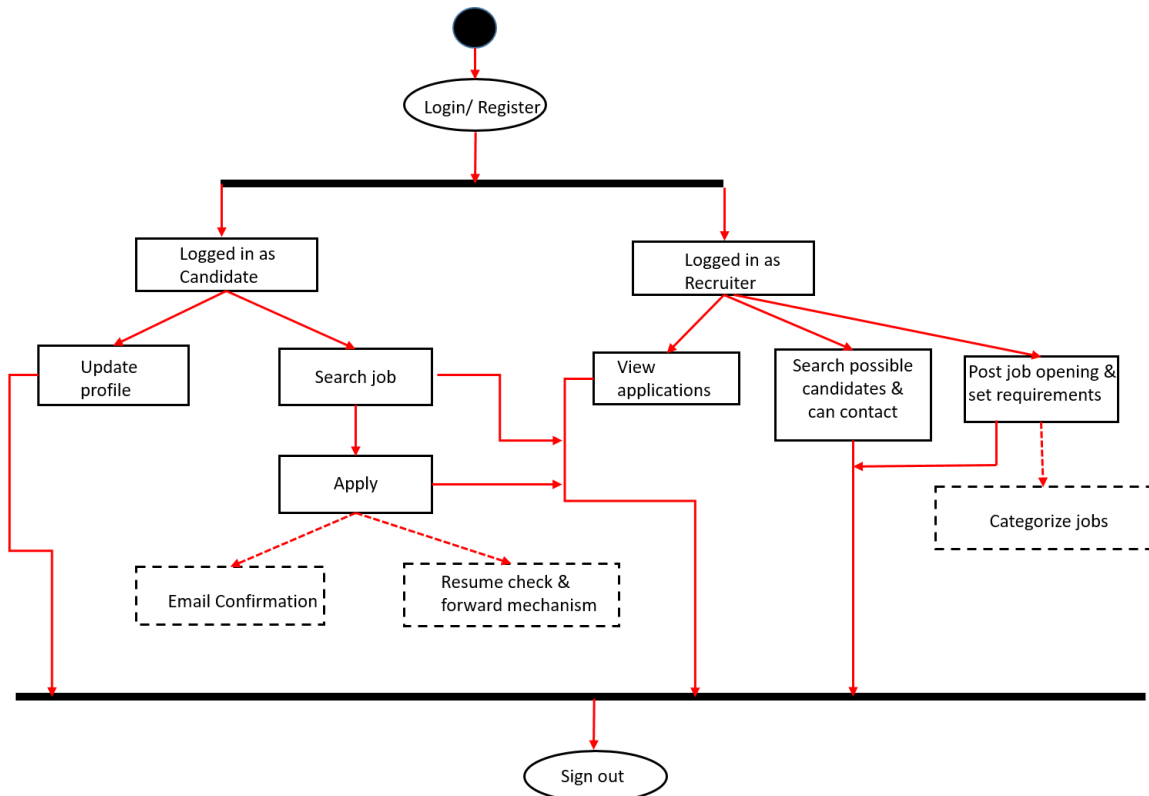 Login/ Register
Logged in as
Candidate
Logged in as
Recruiter
Update
profile
Search job
View
applications
Search possible
candidates &
can contact
Post job opening &
set requirements
Apply
Categorize jobs
Email Confirmation
Resume check &
forward mechanism
Sign out